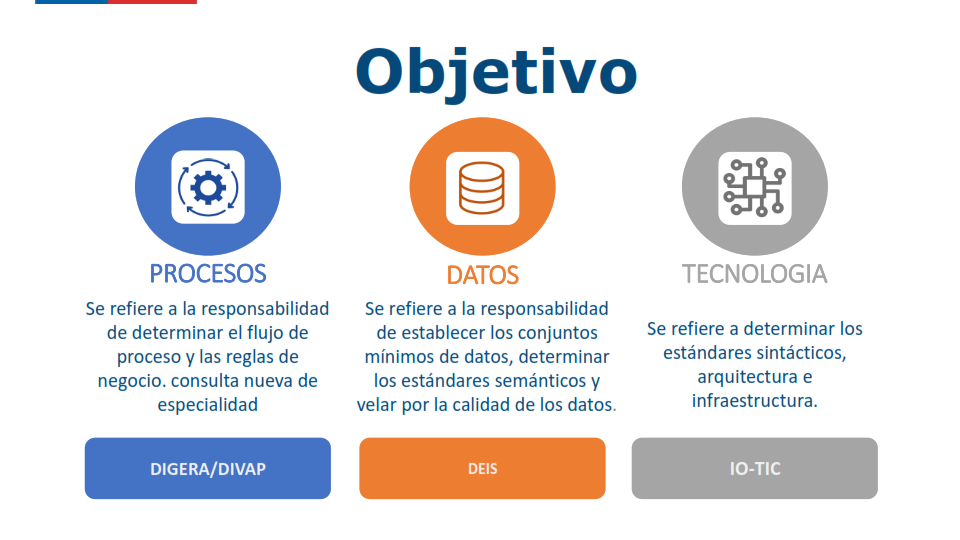 Objetivo
PROCESOS
Se refiere a la responsabilidad
de determinar el flujo de
proceso y las reglas de
negocio. consulta nueva de
especialidad
DIGERA/DIVAP
DATOS
Se refiere a la responsabilidad
de establecer los conjuntos
mínimos de datos, determinar
los estándares semánticos y
velar por la calidad de los datos.
DEIS
TECNOLOGIA
Se refiere a determinar los
estándares sintácticos,
arquitectura e
infraestructura.
IO-TIC